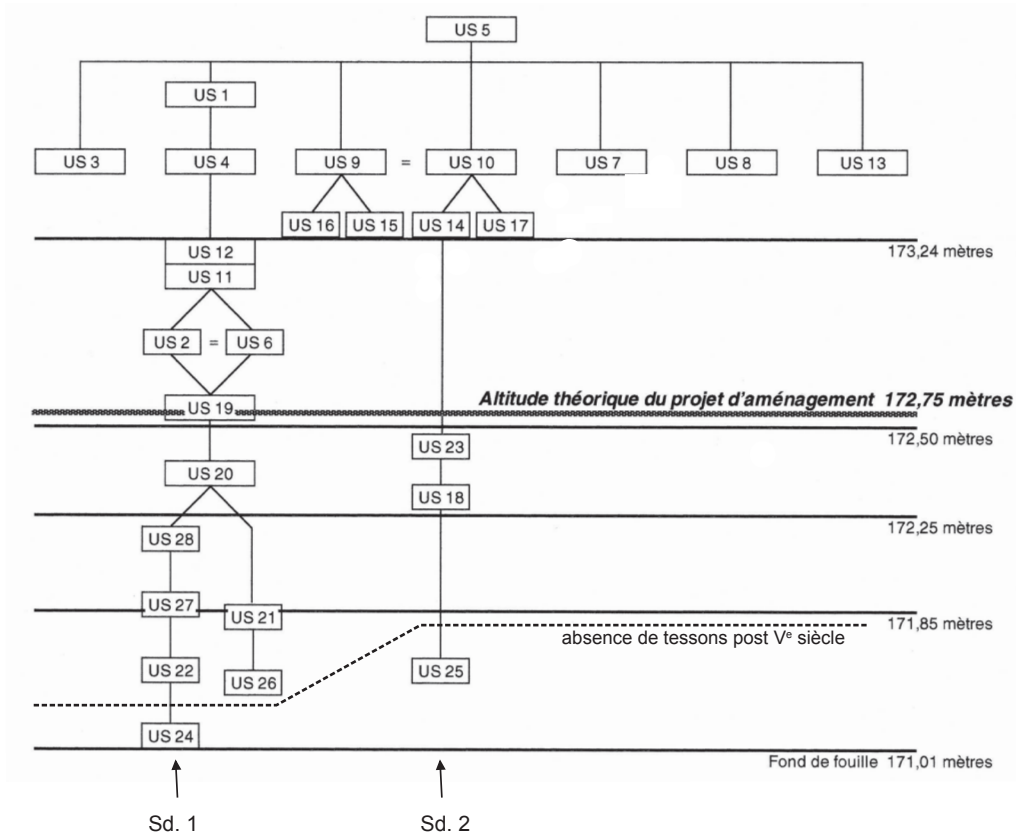 US 5
US 1
US 3 US 4 US 9 = US 10 US 7 US 8 US 13
US 16 US 15 US 14 US 17
173,24 mètres
US 12
US 11
US 2 = US 6
US 19
Altitude théorique du projet d'aménagement 172,75 mètres
172,50 mètres
US 23
US 20
US 18
172,25 mètres
US 28
US 27
US 21
171,85 mètres
absence de tessons post Ve siècle
US 22 US 26 US 25
US 24
Fond de fouille 171,01 mètres
Sd. 1 Sd. 2